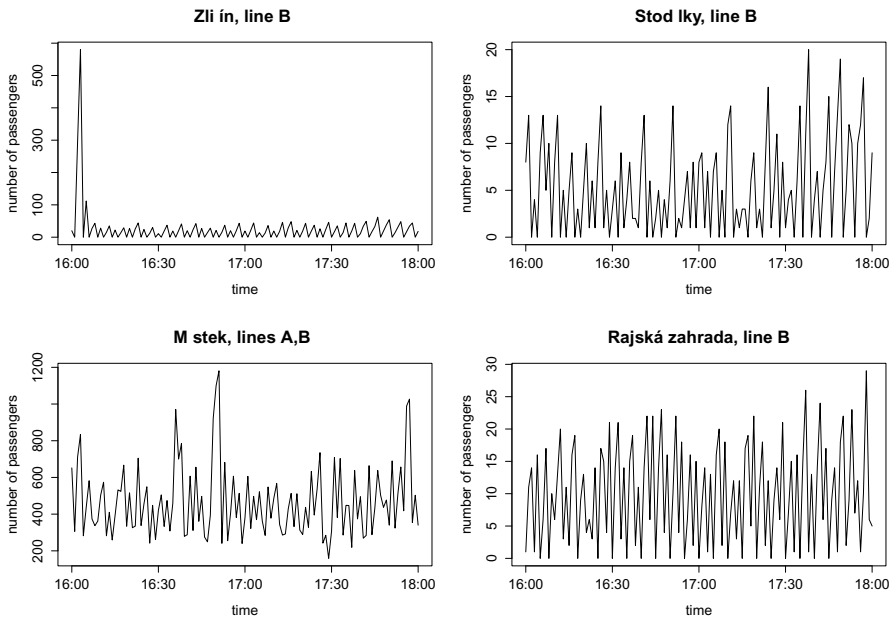 Zli ín, line B
number of passengers
500
300
100
0
16:00 16:30 17:00 17:30 18:00
time
Stod lky, line B
number of passengers
20
15
10
5
0
16:00 16:30 17:00 17:30 18:00
time
M stek, lines A,B
number of passengers
1200
800
600
400
200
16:00 16:30 17:00 17:30 18:00
time
Rajská zahrada, line B
number of passengers
30
25
20
15
10
5
0
16:00 16:30 17:00 17:30 18:00
time